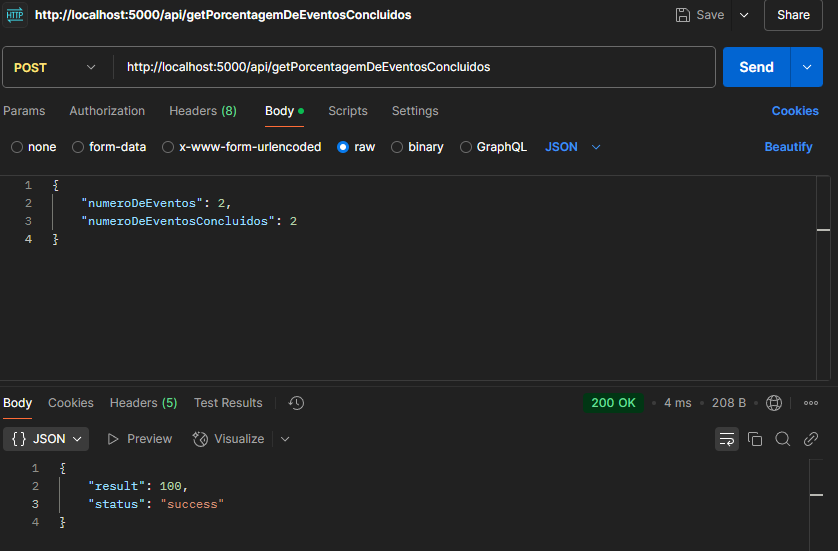 HTTP http://localhost:5000/api/getPorcentagemDeEventosConcluidos Save Share
POST http://localhost:5000/api/getPorcentagemDeEventosConcluidos Send
Params Authorization Headers (8) Body Scripts Settings Cookies
none form-data x-www-form-urlencoded raw binary GraphQL JSON Beautify
1 {
2 "numeroDeEventos": 2,
3 "numeroDeEventosConcluidos": 2
4 }
Body Cookies Headers (5) Test Results 200 OK • 4 ms • 208 B •
{} JSON Preview Visualize
1 {
2 "result": 100,
3 "status": "success"
4 }